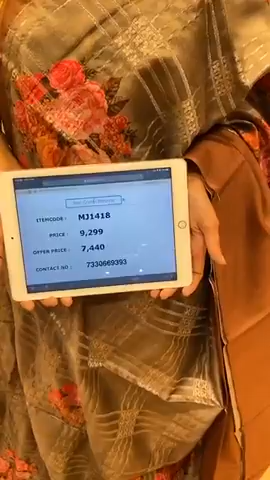 ITEMCODE : MJ1418
PRICE : 9,299
OFFER PRICE : 7,440
CONTACT NO : 7330669393